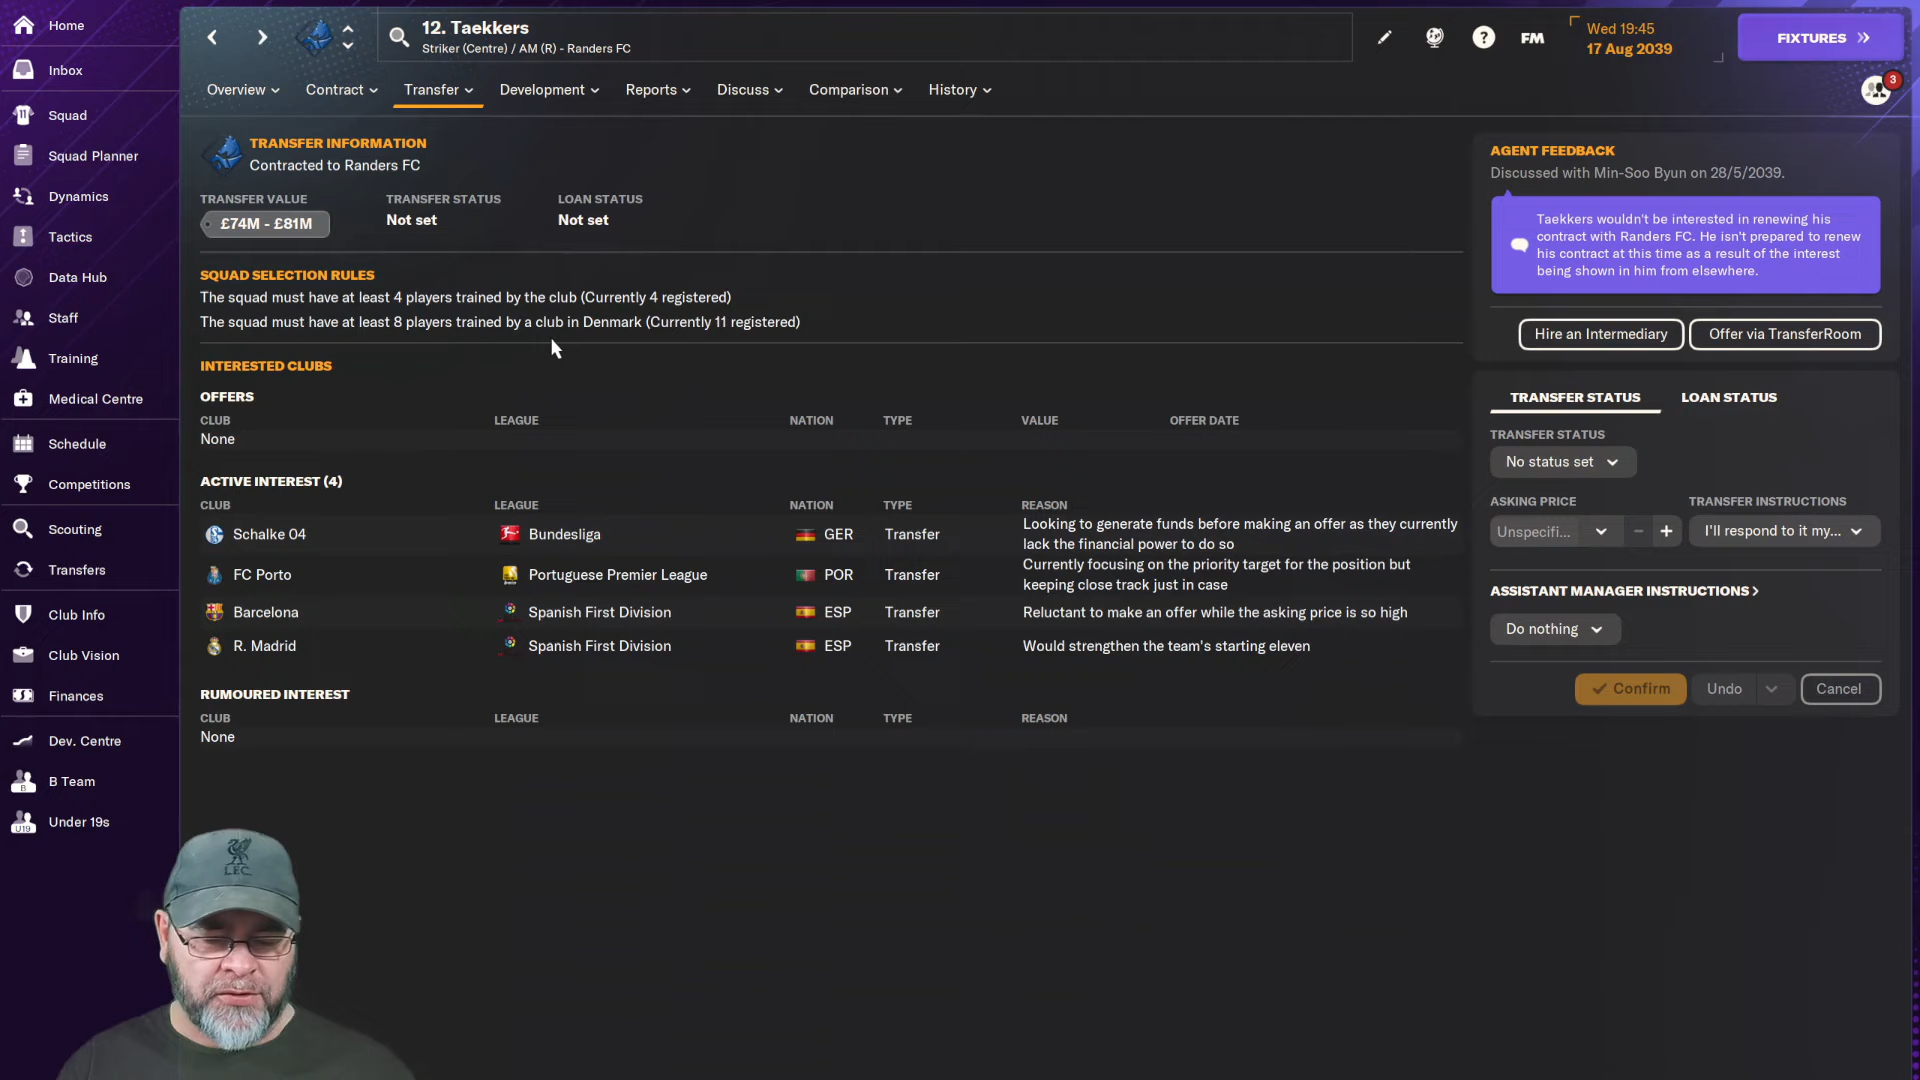 Home
Inbox
Squad
Squad Planner
Dynamics
Tactics
Data Hub
Staff
Training
Medical Centre
Schedule
Competitions
Scouting
Transfers
Club Info
Club Vision
Finances
Dev. Centre
B Team
Under 19s
12. Taekkers
Striker (Centre) / AM (R) - Randers FC
FM
Wed 19:45
17 Aug 2039
FIXTURES
3
Overview
Contract
Transfer
Development
Reports
Discuss
Comparison
History
TRANSFER INFORMATION
Contracted to Randers FC
TRANSFER VALUE TRANSFER STATUS LOAN STATUS
£74M - £81M Not set Not set
SQUAD SELECTION RULES
The squad must have at least 4 players trained by the club (Currently 4 registered)
The squad must have at least 8 players trained by a club in Denmark (Currently 11 registered)
INTERESTED CLUBS
OFFERS
CLUB LEAGUE NATION TYPE VALUE OFFER DATE
None
ACTIVE INTEREST (4)
CLUB LEAGUE NATION TYPE REASON
Schalke 04 Bundesliga GER Transfer Looking to generate funds before making an offer as they currently
lack the financial power to do so
FC Porto Portuguese Premier League POR Transfer Currently focusing on the priority target for the position but
keeping close track just in case
Barcelona Spanish First Division ESP Transfer Reluctant to make an offer while the asking price is so high
R. Madrid Spanish First Division ESP Transfer Would strengthen the team's starting eleven
RUMOURED INTEREST
CLUB LEAGUE NATION TYPE REASON
None
AGENT FEEDBACK
Discussed with Min-Soo Byun on 28/5/2039.
Taekkers wouldn't be interested in renewing his
contract with Randers FC. He isn't prepared to renew
his contract at this time as a result of the interest
being shown in him from elsewhere.
Hire an Intermediary Offer via TransferRoom
TRANSFER STATUS LOAN STATUS
TRANSFER STATUS
No status set
ASKING PRICE TRANSFER INSTRUCTIONS
Unspecifi... - + I'll respond to it my...
ASSISTANT MANAGER INSTRUCTIONS >
Do nothing
Confirm Undo Cancel
B
U19
L.F.C.